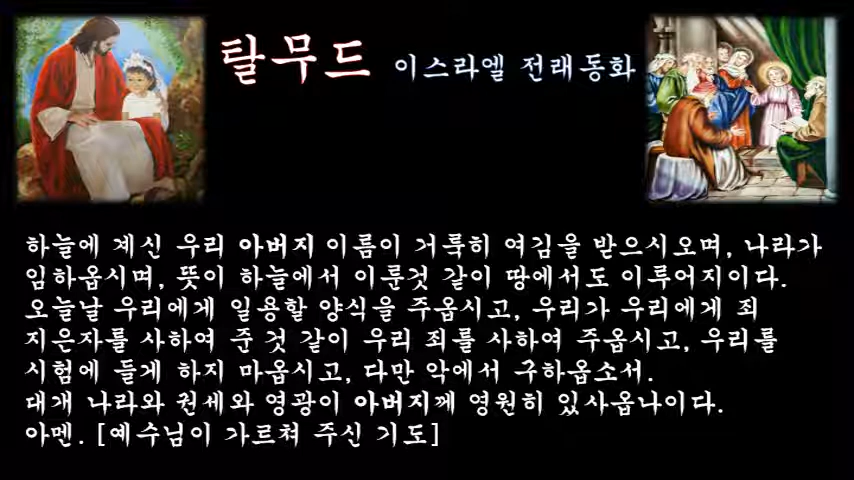 탈무드 이스라엘 전래동화
하늘에 계신 우리 아버지 이름이 거룩히 여김을 받으시오며, 나라가
임하옵시며, 뜻이 하늘에서 이룬것 같이 땅에서도 이루어지이다.
오늘날 우리에게 일용할 양식을 주옵시고, 우리가 우리에게 죄
지은자를 사하여 준 것 같이 우리 죄를 사하여 주옵시고, 우리를
시험에 들게 하지 마옵시고, 다만 악에서 구하옵소서.
대개 나라와 원세와 영광이 아버지께 영원히 있사옵나이다.
아멘. [예수님이 가르쳐 주신 기도]